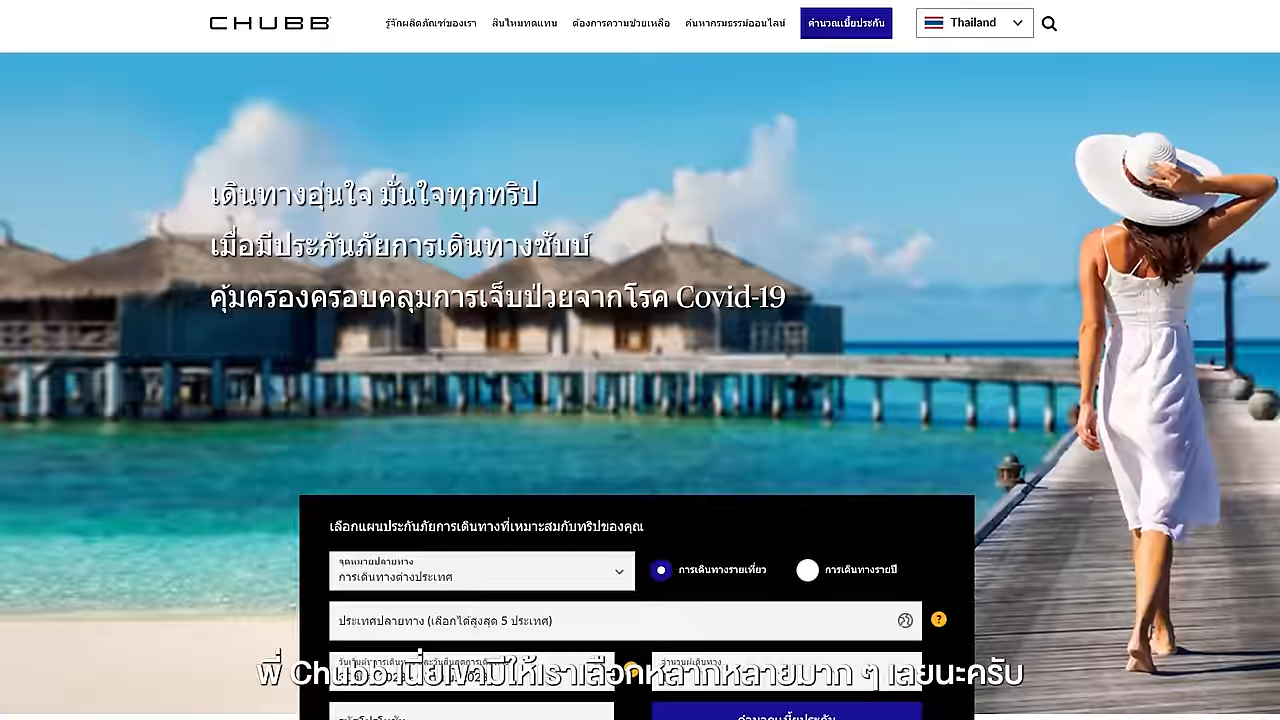 CHUBB
รู้จักผลิตภัณฑ์ของเรา สินไหมทดแทน ต้องการความช่วยเหลือ ค้นหากรมธรรม์ออนไลน์ คำนวณเบี้ยประกัน Thailand
เดินทางอุ่นใจ มั่นใจทุกทริป
เมื่อมีประกันภัยการเดินทางชับบ์
คุ้มครองครอบคลุมการเจ็บป่วยจากโรค Covid-19
เลือกแผนประกันภัยการเดินทางที่เหมาะสมกับทริปของคุณ
จุดหมายปลายทาง
การเดินทางต่างประเทศ
การเดินทางรายเที่ยว การเดินทางรายปี
ประเทศปลายทาง (เลือกได้สูงสุด 5 ประเทศ)
?
จำนวนผู้เดินทาง
พี่ Chubb เนี่ยเขามีให้เราเลือกหลากหลายมาก ๆ เลยนะครับ
คำนวณเบี้ยประกัน